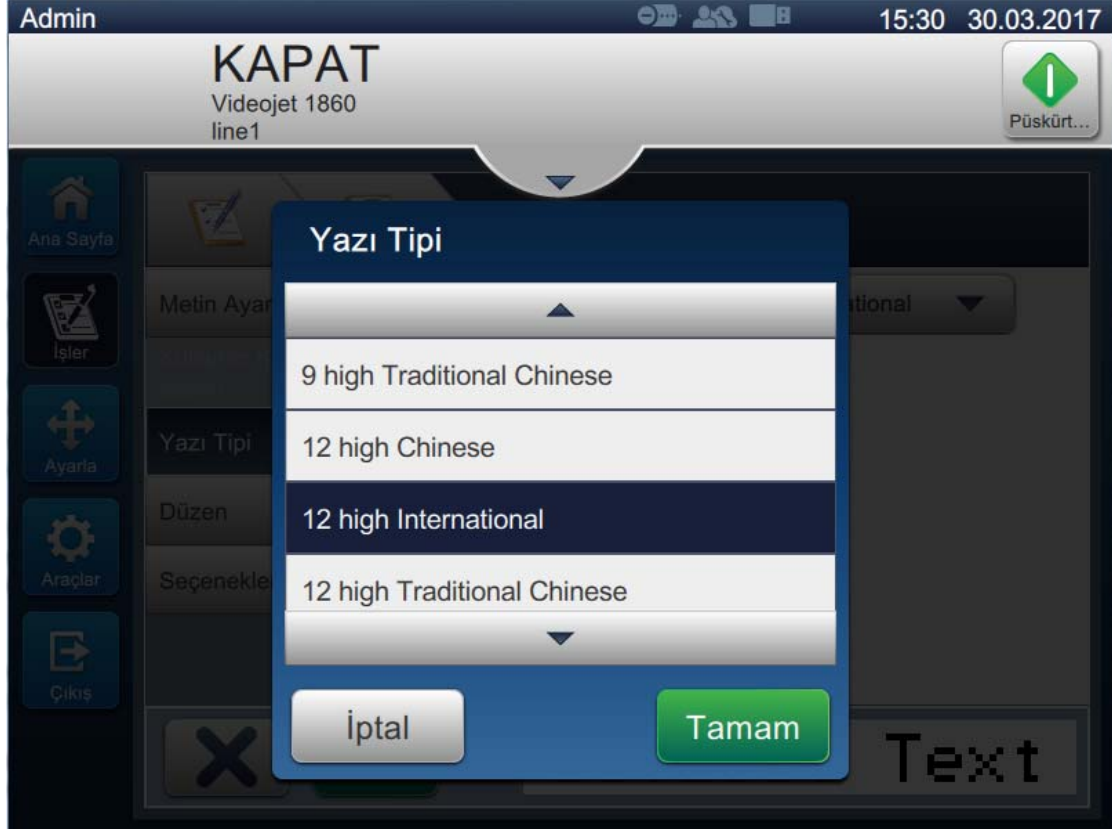 Admin
15:30 30.03.2017
KAPAT
Videojet 1860
line1
Püskürt...
Ana Sayfa
İşler
Ayarla
Araçlar
Çıkış
Metin Ayar
Yazı Tipi
Düzen
Seçenekle
ational
Yazı Tipi
9 high Traditional Chinese
12 high Chinese
12 high International
12 high Traditional Chinese
İptal
Tamam
Text